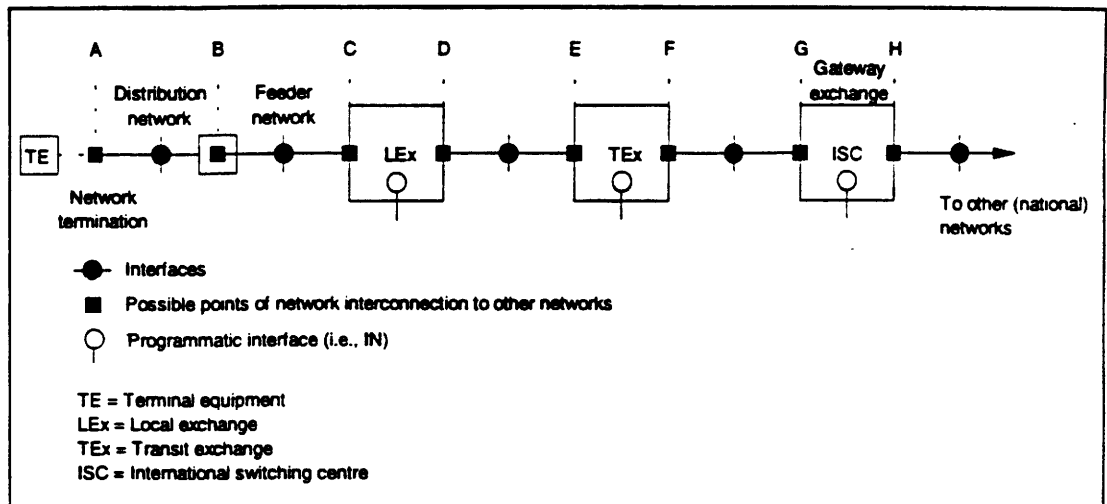 A B C D E F G H
Gateway
exchange
Distribution
network
Feeder
network
TE
LEx
TEx
ISC
Network
termination
To other (national)
networks
Interfaces
Possible points of network interconnection to other networks
Programmatic interface (i.e., IN)
TE = Terminal equipment
LEx = Local exchange
TEx = Transit exchange
ISC = International switching centre